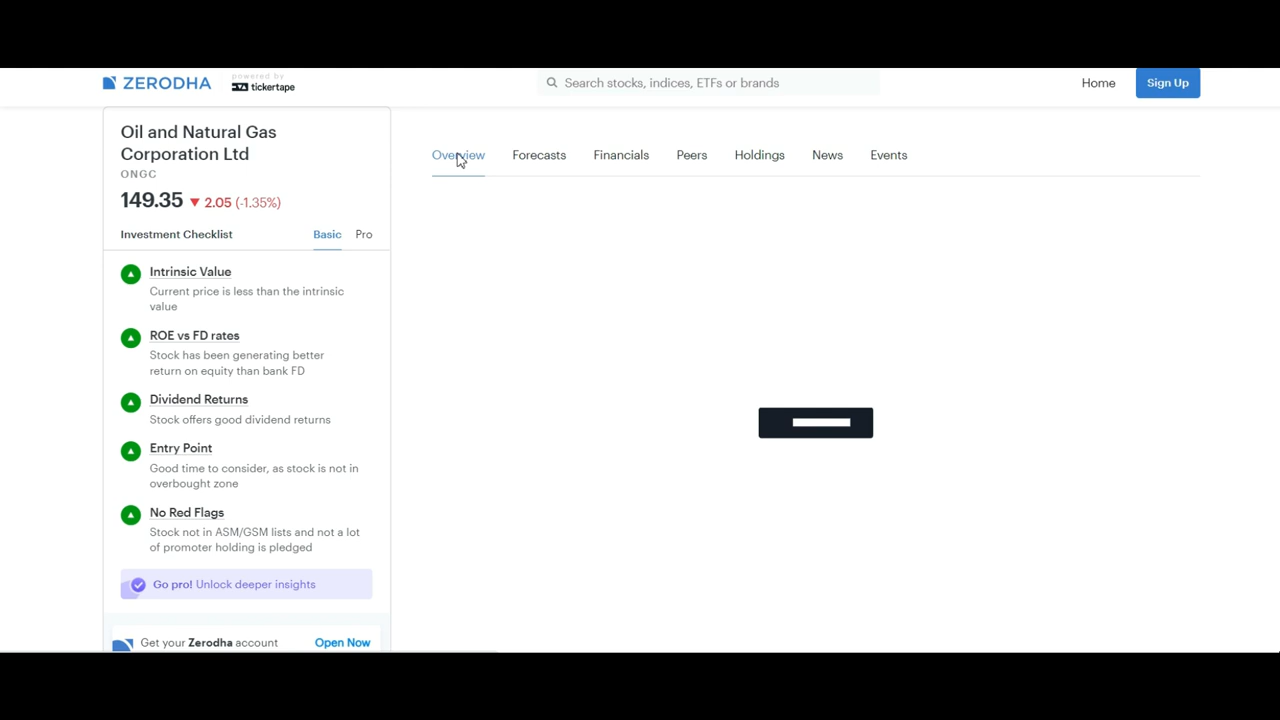 ZERODHA
powered by
tickertape
Search stocks, indices, ETFs or brands
Home
Sign Up
Oil and Natural Gas
Corporation Ltd
ONGC
149.35 ▼ 2.05 (-1.35%)
Investment Checklist
Basic
Pro
Intrinsic Value
Current price is less than the intrinsic
value
ROE vs FD rates
Stock has been generating better
return on equity than bank FD
Dividend Returns
Stock offers good dividend returns
Entry Point
Good time to consider, as stock is not in
overbought zone
No Red Flags
Stock not in ASM/GSM lists and not a lot
of promoter holding is pledged
Go pro! Unlock deeper insights
Get your Zerodha account
Open Now
Overview
Forecasts
Financials
Peers
Holdings
News
Events